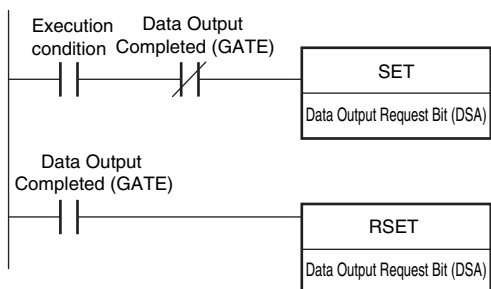 Execution
condition
Data Output
Completed (GATE)
SET
Data Output Request Bit (DSA)
Data Output
Completed (GATE)
RSET
Data Output Request Bit (DSA)